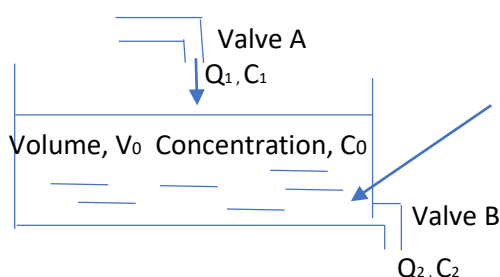 Valve A
Q₁, C₁
Volume, V₀ Concentration, C₀
Valve B
Q₂, C₂